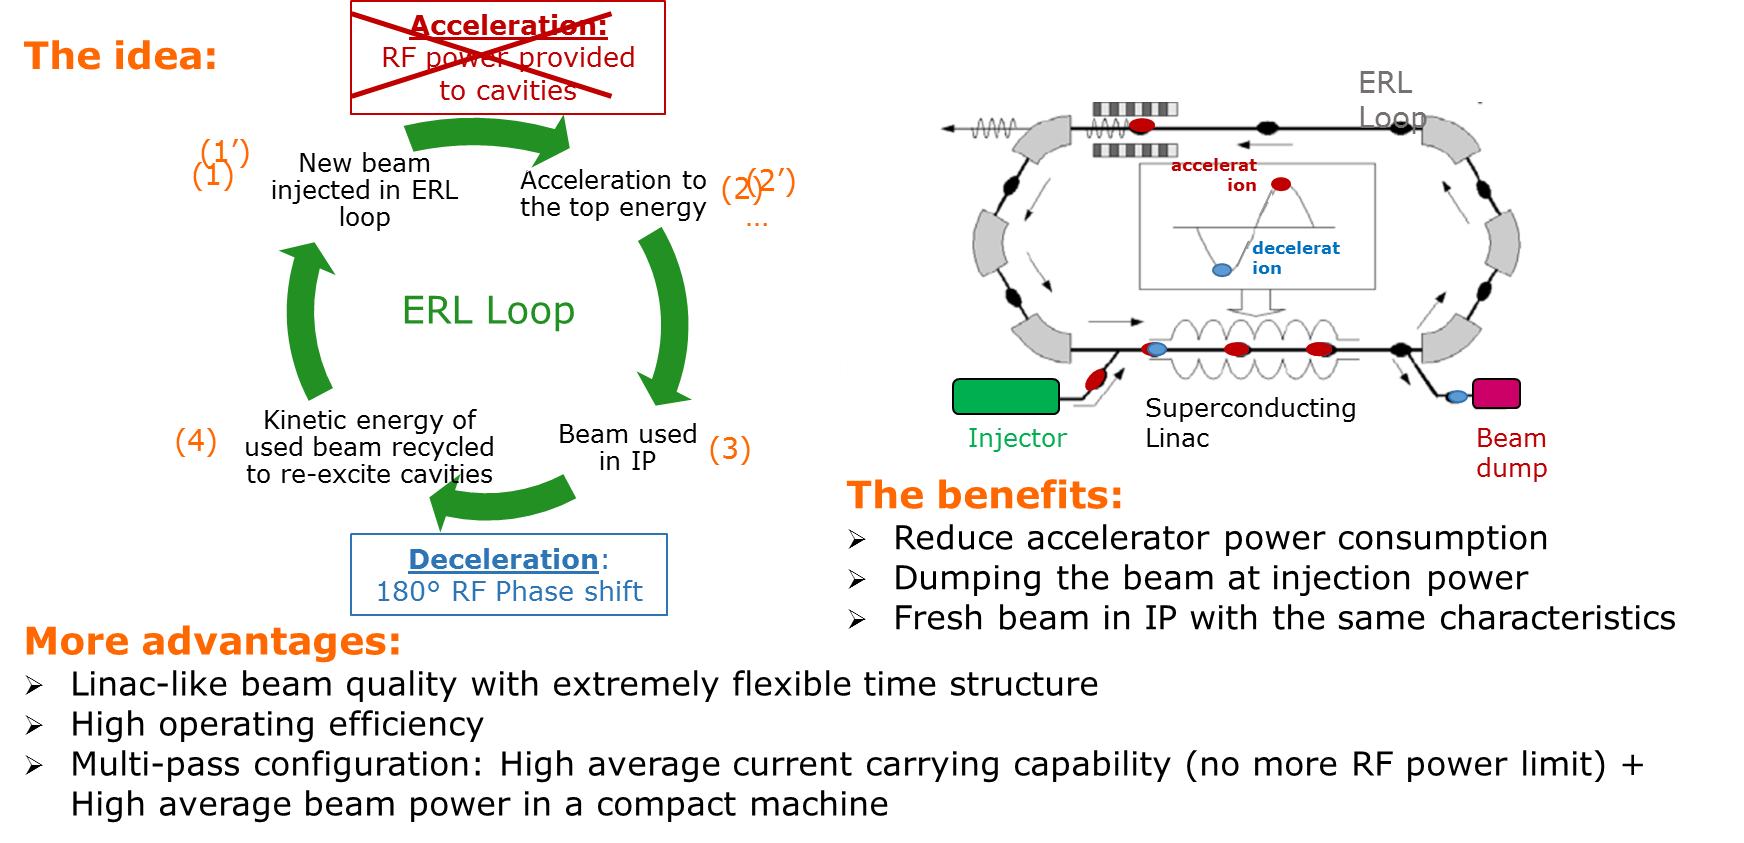 The idea:
Acceleration:
RF power provided
to cavities
(1’)
(1)
New beam
injected in ERL
loop
Acceleration to
the top energy
(2)
(2’)
...
ERL Loop
Kinetic energy of
used beam recycled
to re-excite cavities
(4)
Beam used
in IP
(3)
Deceleration:
180° RF Phase shift
ERL
Loop
accelerat
ion
decelerat
ion
Injector
Superconducting
Linac
Beam
dump
The benefits:
Reduce accelerator power consumption
Dumping the beam at injection power
Fresh beam in IP with the same characteristics
More advantages:
Linac-like beam quality with extremely flexible time structure
High operating efficiency
Multi-pass configuration: High average current carrying capability (no more RF power limit) +
High average beam power in a compact machine